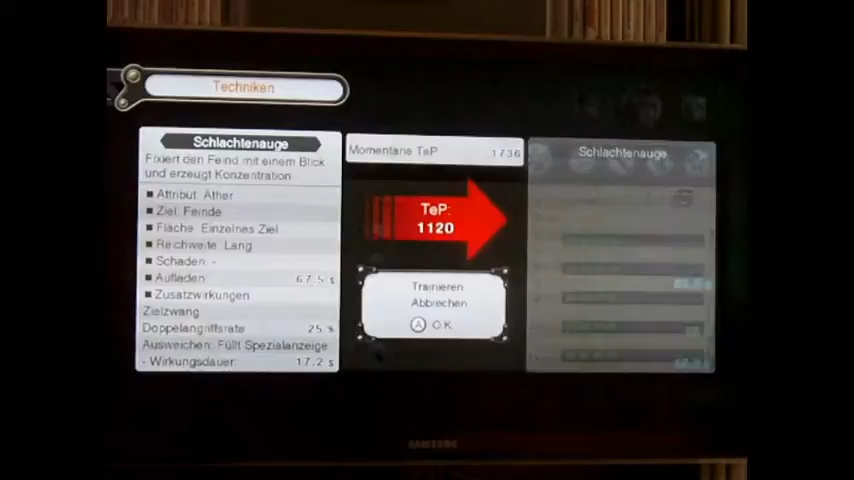 Techniken
Schlachtenauge
Fixiert den Feind mit einem Blick
und erzeugt Konzentration
Attribut: Äther
Ziel: Feinde
Fläche: Einzelnes Ziel
Reichweite: Lang
Schaden: -
Aufladen 67.5 s
Zusatzwirkungen
Zielzwang
Doppelangriffsrate 25 %
Ausweichen: Füllt Spezialanzeige
- Wirkungsdauer: 17.2 s
Momentane TeP 1736
TeP:
1120
Trainieren
Abbrechen
A O.K.
Schlachtenauge
SAMSUNG